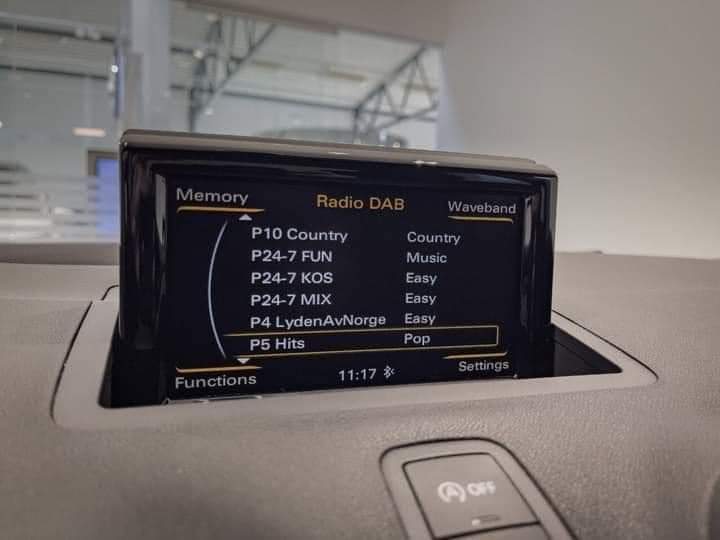 Memory Radio DAB Waveband
P10 Country Country
P24-7 FUN Music
P24-7 KOS Easy
P24-7 MIX Easy
P4 LydenAvNorge Easy
P5 Hits Pop
Functions 11:17 Settings
A OFF